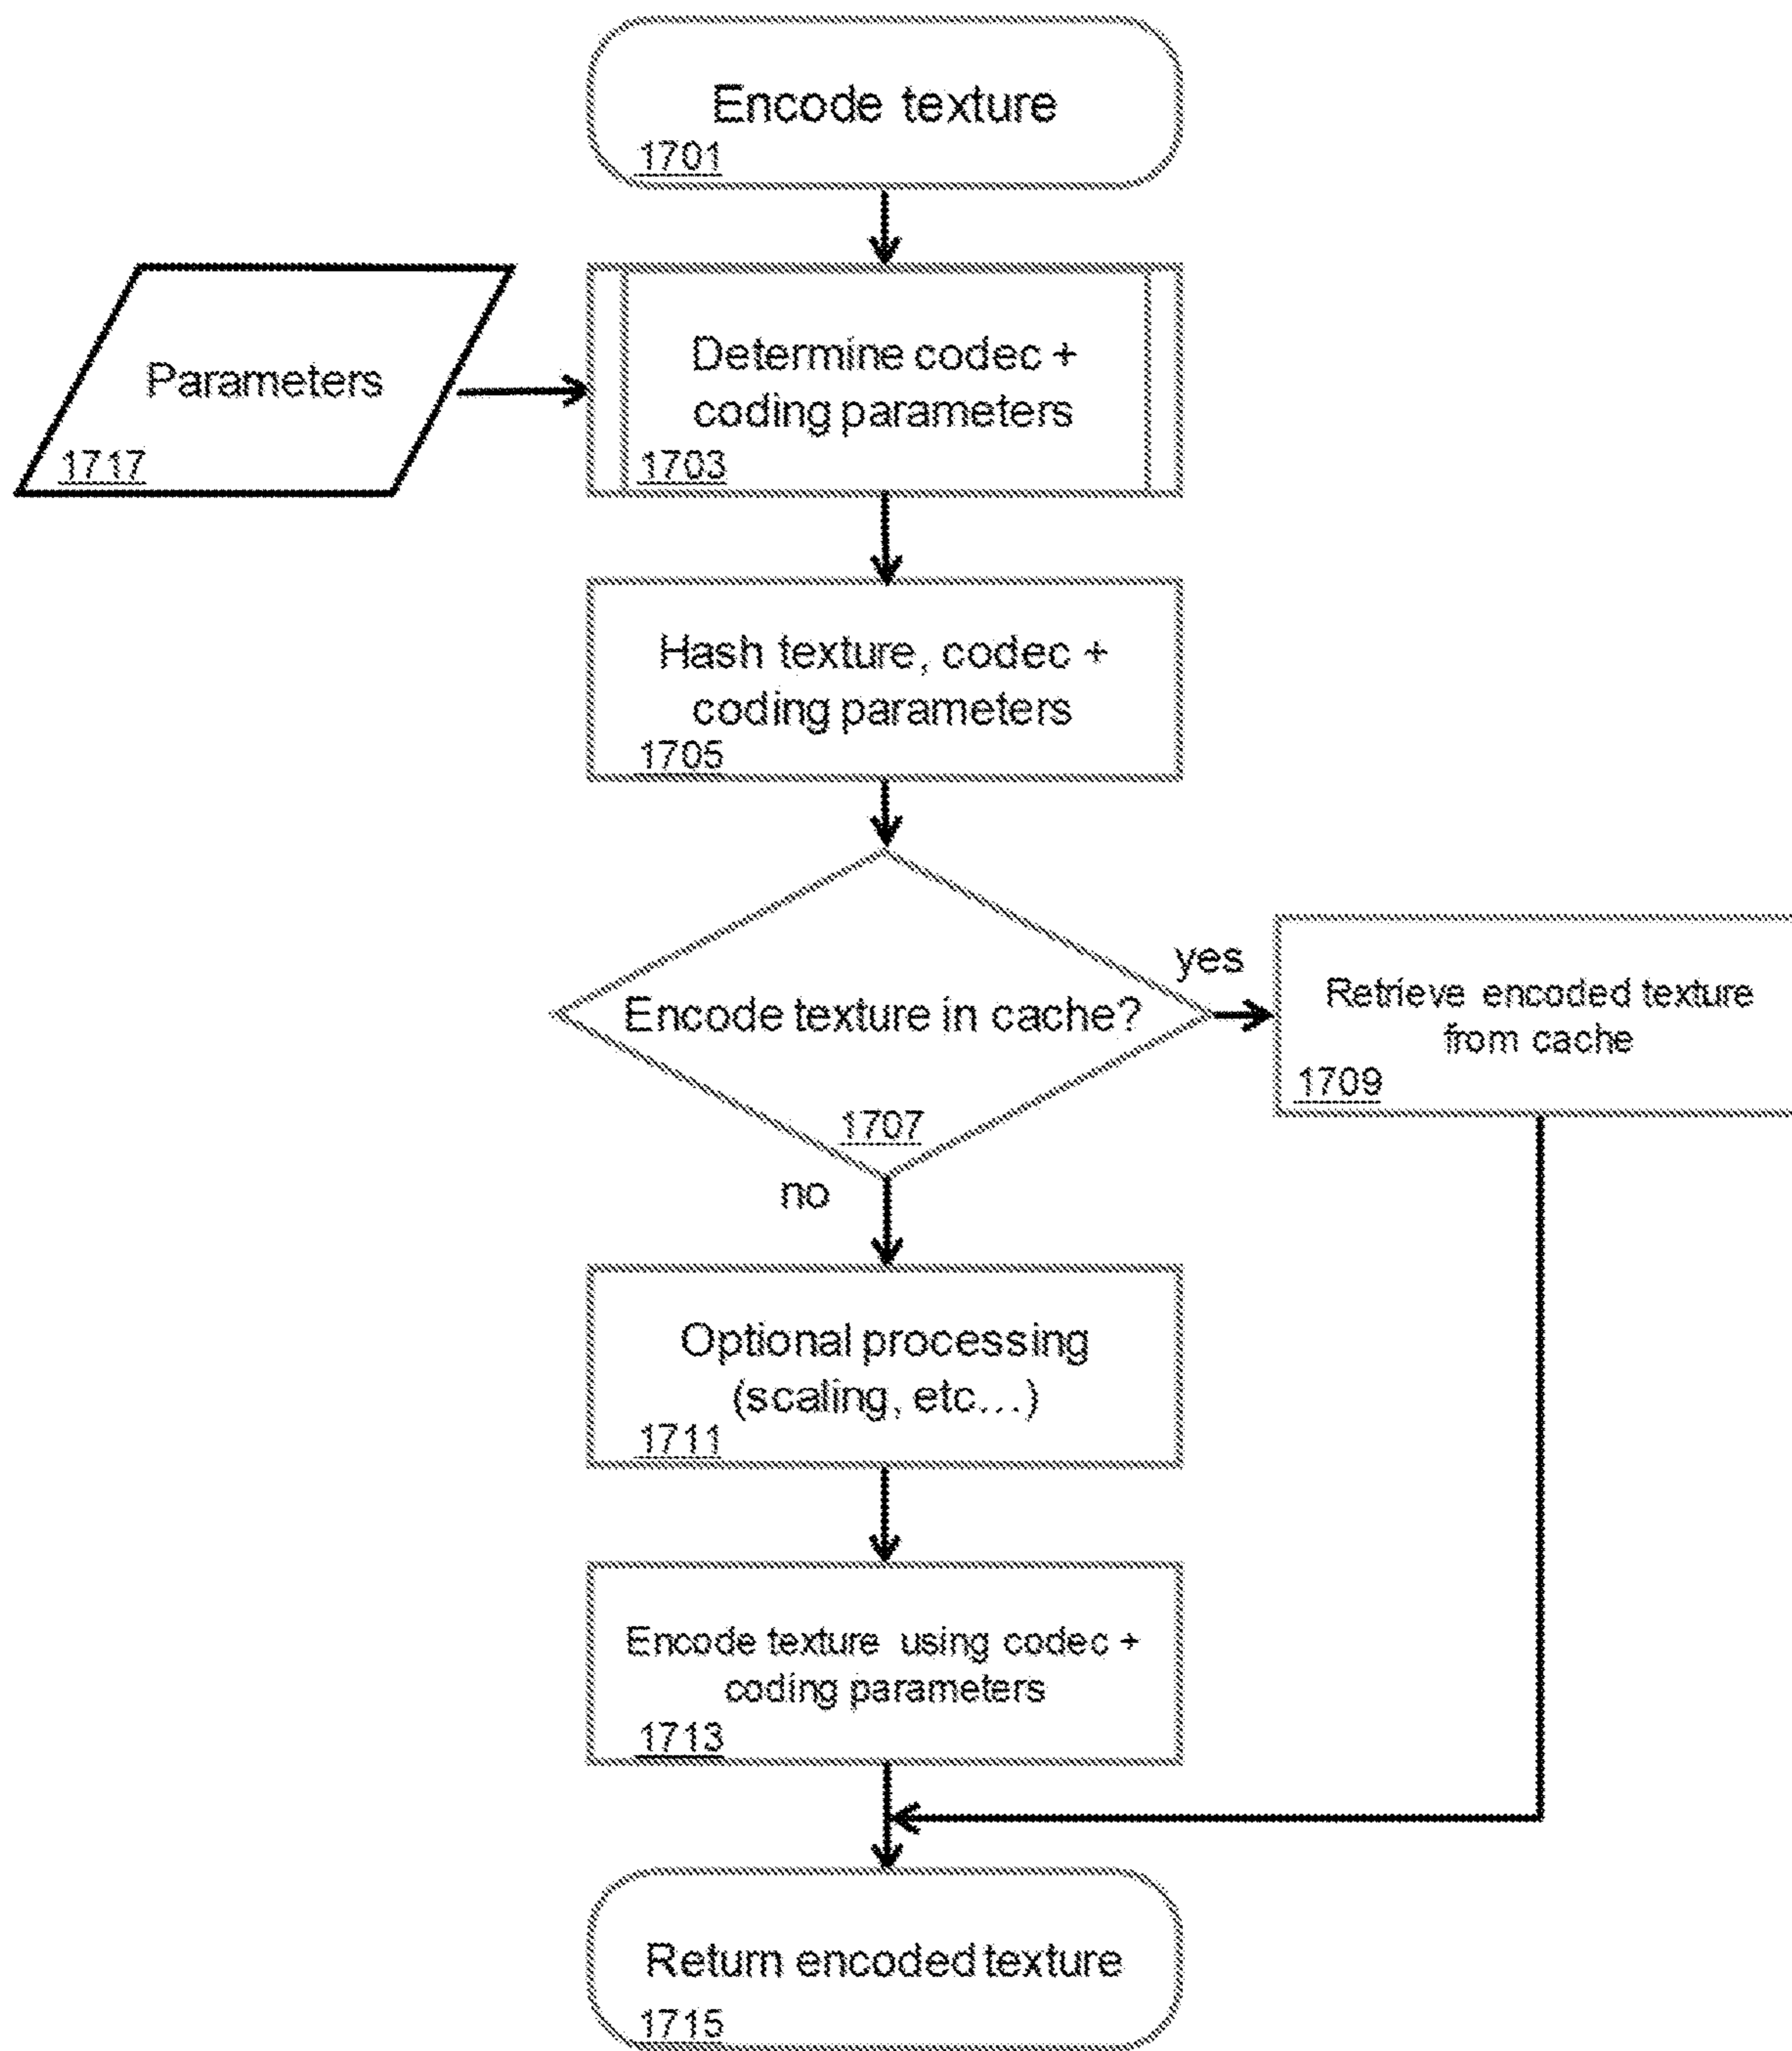 Encode texture
1701
Parameters
1717
Determine codec +
coding parameters
1703
Hash texture, codec +
coding parameters
1705
Encode texture in cache?
1707
yes
Retrieve encoded texture
from cache
1709
no
Optional processing
(scaling, etc...)
1711
Encode texture using codec +
coding parameters
1713
Return encoded texture
1715